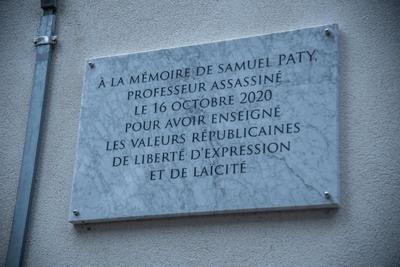 À LA MÉMOIRE DE SAMUEL PATY,
PROFESSEUR ASSASSINÉ
LE 16 OCTOBRE 2020
POUR AVOIR ENSEIGNÉ
LES VALEURS RÉPUBLICAINES
DE LIBERTÉ D'EXPRESSION
ET DE LAÏCITÉ